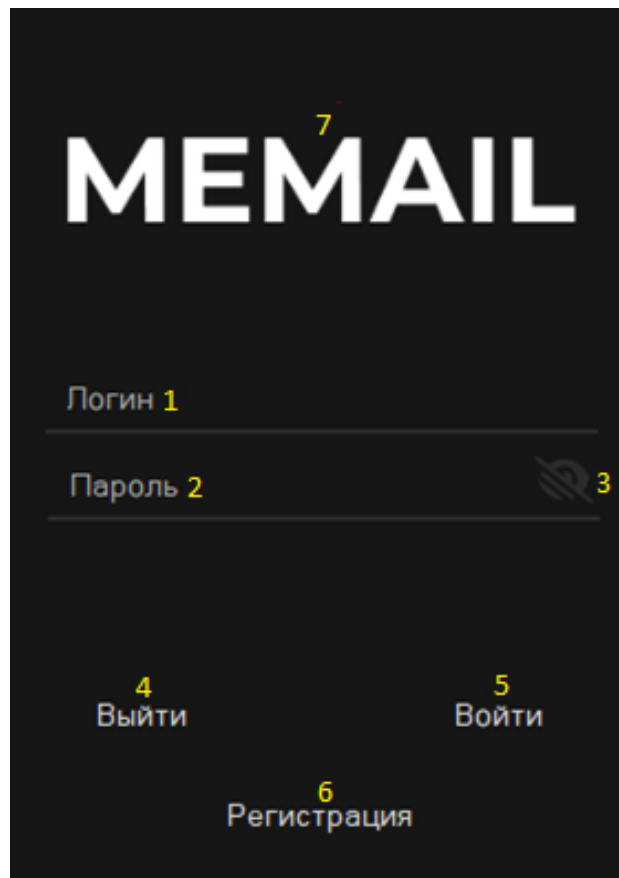 7
MEMAIL
Логин 1
Пароль 2 3
4 5
Выйти Войти
6
Регистрация